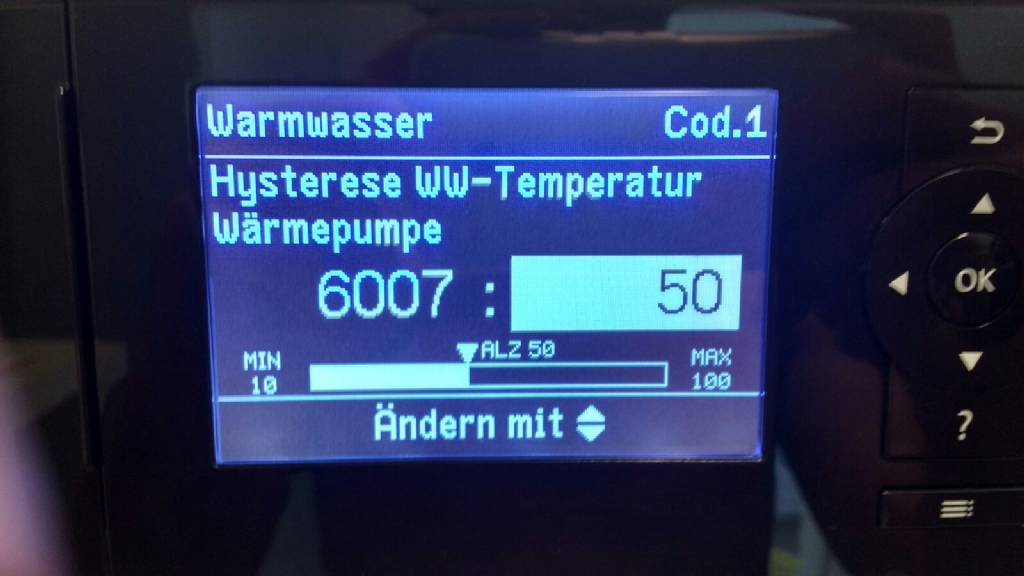 Warmwasser Cod.1
Hysterese WW-Temperatur
Wärmepumpe
6007 : 50
ALZ 50
MIN MAX
10 100
Ändern mit
OK
?